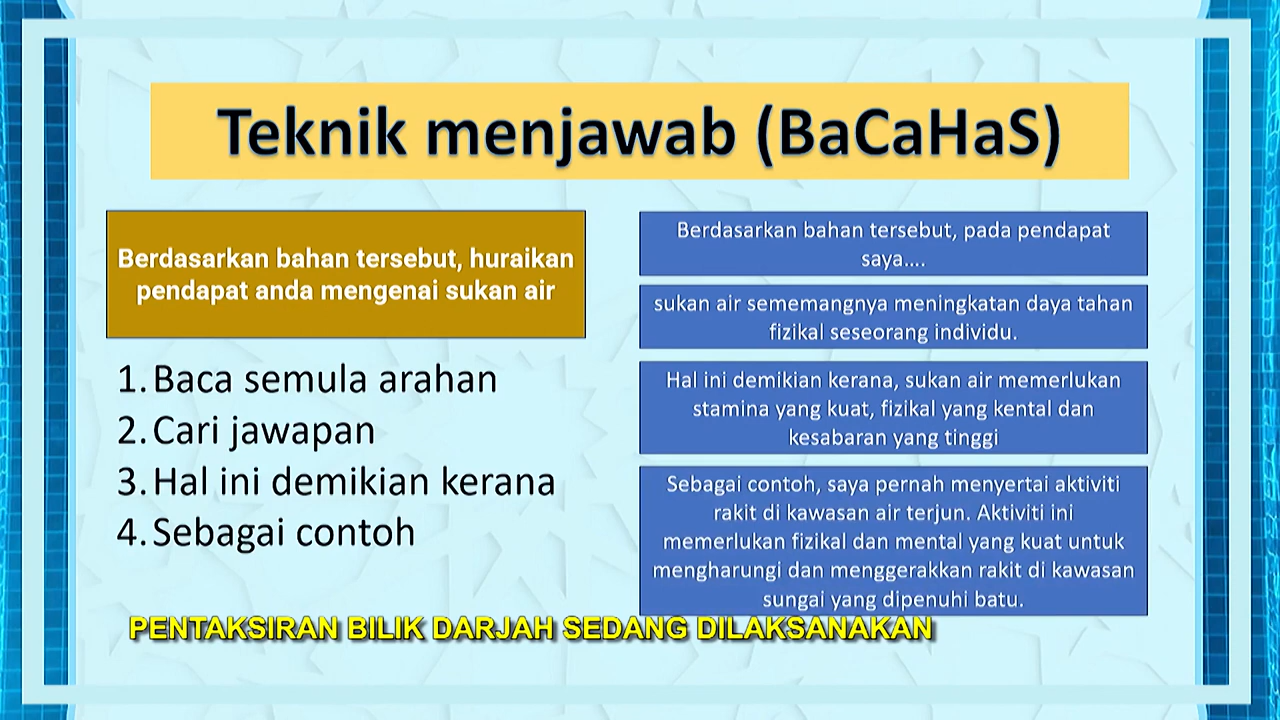 Teknik menjawab (BaCaHaS)
Berdasarkan bahan tersebut, huraikan
pendapat anda mengenai sukan air
1. Baca semula arahan
2. Cari jawapan
3. Hal ini demikian kerana
4. Sebagai contoh
Berdasarkan bahan tersebut, pada pendapat
saya....
sukan air sememangnya meningkatan daya tahan
fizikal seseorang individu.
Hal ini demikian kerana, sukan air memerlukan
stamina yang kuat, fizikal yang kental dan
kesabaran yang tinggi
Sebagai contoh, saya pernah menyertai aktiviti
rakit di kawasan air terjun. Aktiviti ini
memerlukan fizikal dan mental yang kuat untuk
mengharungi dan menggerakkan rakit di kawasan
sungai yang dipenuhi batu.
PENTAKSIRAN BILIK DARJAH SEDANG DILAKSANAKAN